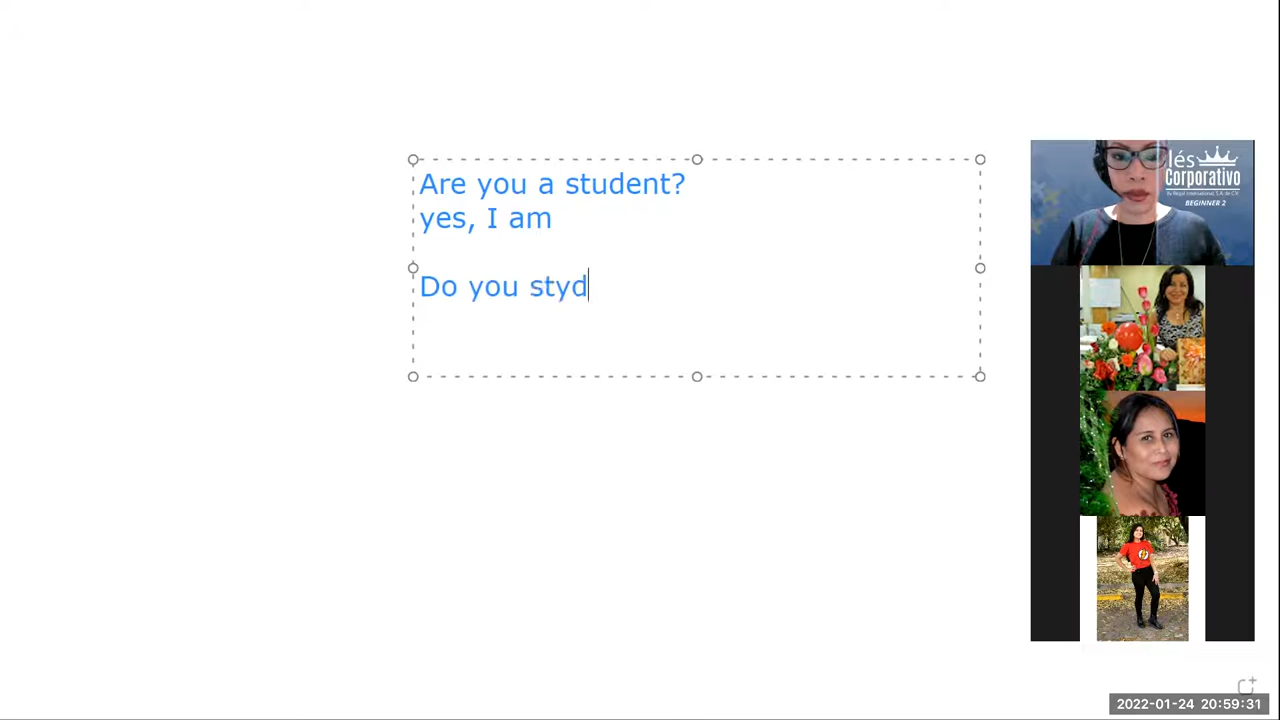 Are you a student?
yes, I am
Do you styd
lés
Corporativo
BEGINNER 2
2022-01-24 20:59:31